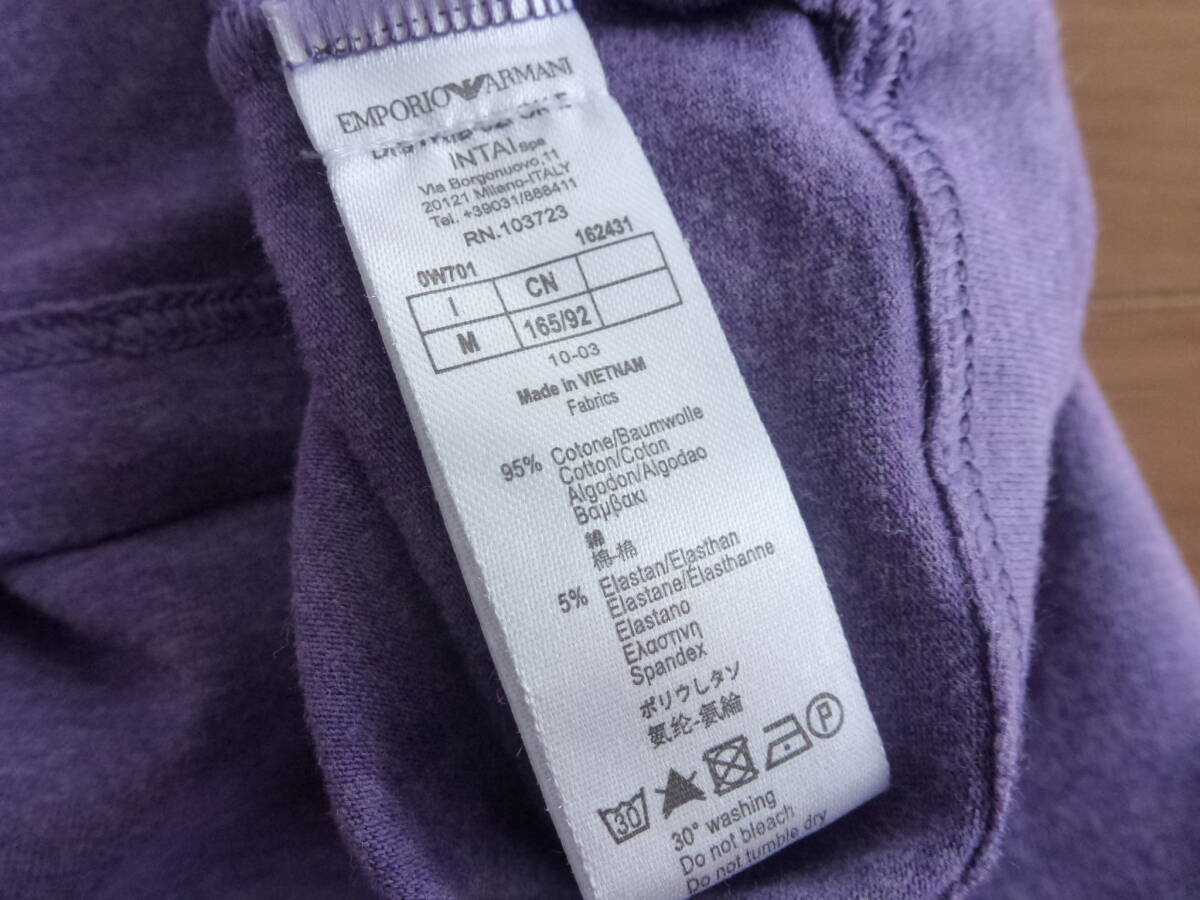 EMPORIO ARMANI
INTAI Spa
Via Borgonuovo,11
20121 Milano-ITALY
Tel. +39031/888411
RN.103723
0W701 162431
I CN
M 165/92
10-03
Made in VIETNAM
Fabrics
95% Cotone/Baumwolle
Cotton/Coton
Algodon/Algodao
Βαμβακι
綿
棉-棉
5% Elastan/Elasthan
Elastane/Élasthanne
Elastano
Ελαστινη
Spandex
ポリウレタソ
氨纶-氨綸
30 P
30° washing
Do not bleach
Do not tumble dry